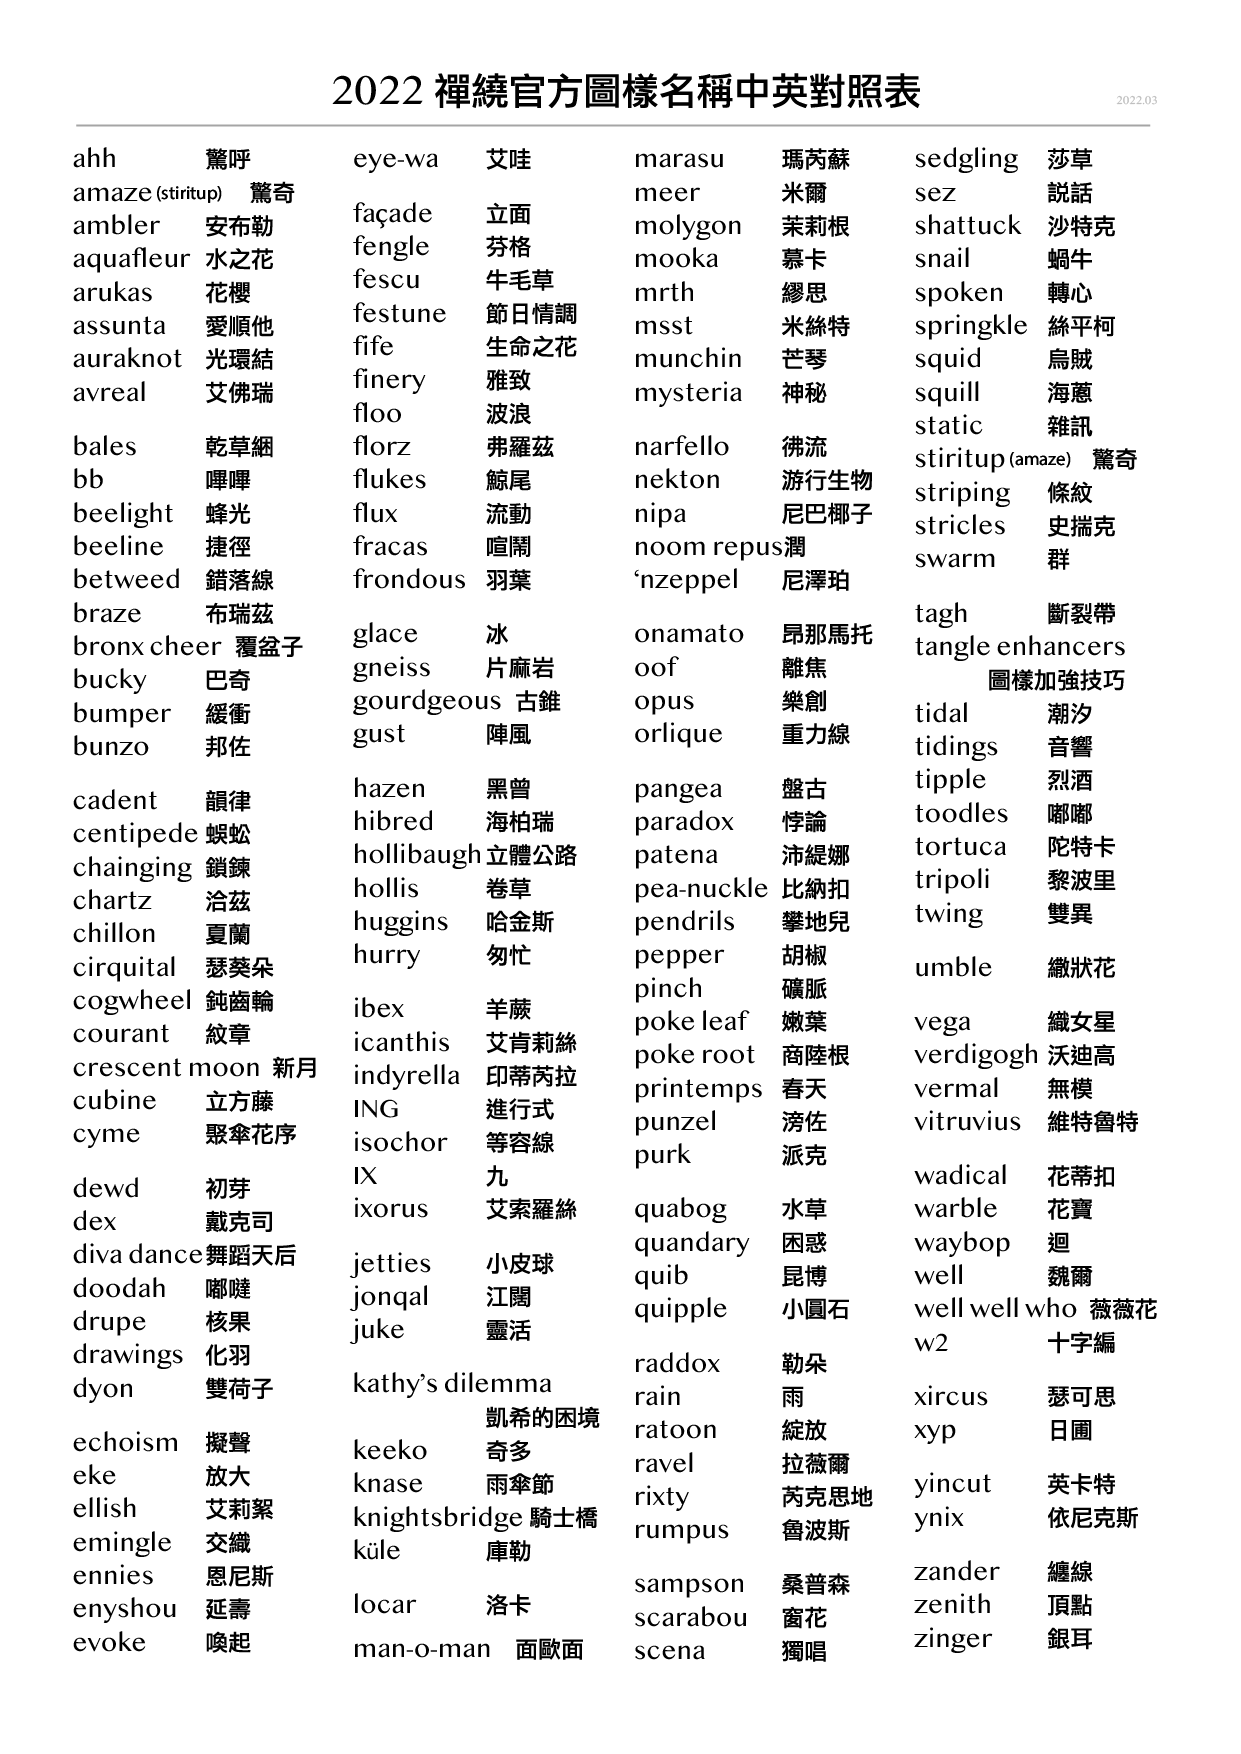 2022 禪繞官方圖樣名稱中英對照表
2022.03
ahh 驚呼
amaze (stiritup) 驚奇
ambler 安布勒
aquafleur 水之花
arukas 花櫻
assunta 愛順他
auraknot 光環結
avreal 艾佛瑞
bales 乾草綑
bb 嗶嗶
beelight 蜂光
beeline 捷徑
betweed 錯落線
braze 布瑞茲
bronx cheer 覆盆子
bucky 巴奇
bumper 緩衝
bunzo 邦佐
cadent 韻律
centipede 蜈蚣
chainging 鎖鍊
chartz 洽茲
chillon 夏蘭
cirquital 瑟葵朵
cogwheel 鈍齒輪
courant 紋章
crescent moon 新月
cubine 立方藤
cyme 聚傘花序
dewd 初芽
dex 戴克司
diva dance 舞蹈天后
doodah 嘟噠
drupe 核果
drawings 化羽
dyon 雙荷子
echoism 擬聲
eke 放大
ellish 艾莉絮
emingle 交織
ennies 恩尼斯
enyshou 延壽
evoke 喚起
eye-wa 艾哇
façade 立面
fengle 芬格
fescu 牛毛草
festune 節日情調
fife 生命之花
finery 雅致
floo 波浪
florz 弗羅茲
flukes 鯨尾
flux 流動
fracas 喧鬧
frondous 羽葉
glace 冰
gneiss 片麻岩
gourdgeous 古錐
gust 陣風
hazen 黑曾
hibred 海柏瑞
hollibaugh 立體公路
hollis 卷草
huggins 哈金斯
hurry 匆忙
ibex 羊蕨
icanthis 艾肯莉絲
indyrella 印蒂芮拉
ING 進行式
isochor 等容線
IX 九
ixorus 艾索羅絲
jetties 小皮球
jonqal 江闊
juke 靈活
kathy’s dilemma
凱希的困境
keeko 奇多
knase 雨傘節
knightsbridge 騎士橋
küle 庫勒
locar 洛卡
man-o-man 面歐面
marasu 瑪芮蘇
meer 米爾
molygon 茉莉根
mooka 慕卡
mrth 繆思
msst 米絲特
munchin 芒琴
mysteria 神秘
narfello 彿流
nekton 游行生物
nipa 尼巴椰子
noom repus 潤
‘nzeppel 尼澤珀
onamato 昂那馬托
oof 離焦
opus 樂創
orlique 重力線
pangea 盤古
paradox 悖論
patena 沛緹娜
pea-nuckle 比納扣
pendrils 攀地兒
pepper 胡椒
pinch 礦脈
poke leaf 嫩葉
poke root 商陸根
printemps 春天
punzel 滂佐
purk 派克
quabog 水草
quandary 困惑
quib 昆博
quipple 小圓石
raddox 勒朵
rain 雨
ratoon 綻放
ravel 拉薇爾
rixty 芮克思地
rumpus 魯波斯
sampson 桑普森
scarabou 窗花
scena 獨唱
sedgling 莎草
sez 説話
shattuck 沙特克
snail 蝸牛
spoken 轉心
springkle 絲平柯
squid 烏賊
squill 海蔥
static 雜訊
stiritup (amaze) 驚奇
striping 條紋
stricles 史揣克
swarm 群
tagh 斷裂帶
tangle enhancers
圖樣加強技巧
tidal 潮汐
tidings 音響
tipple 烈酒
toodles 嘟嘟
tortuca 陀特卡
tripoli 黎波里
twing 雙異
umble 繖狀花
vega 織女星
verdigogh 沃迪高
vermal 無模
vitruvius 維特魯特
wadical 花蒂扣
warble 花寶
waybop 迴
well 魏爾
well well who 薇薇花
w2 十字編
xircus 瑟可思
xyp 日圃
yincut 英卡特
ynix 依尼克斯
zander 纏線
zenith 頂點
zinger 銀耳